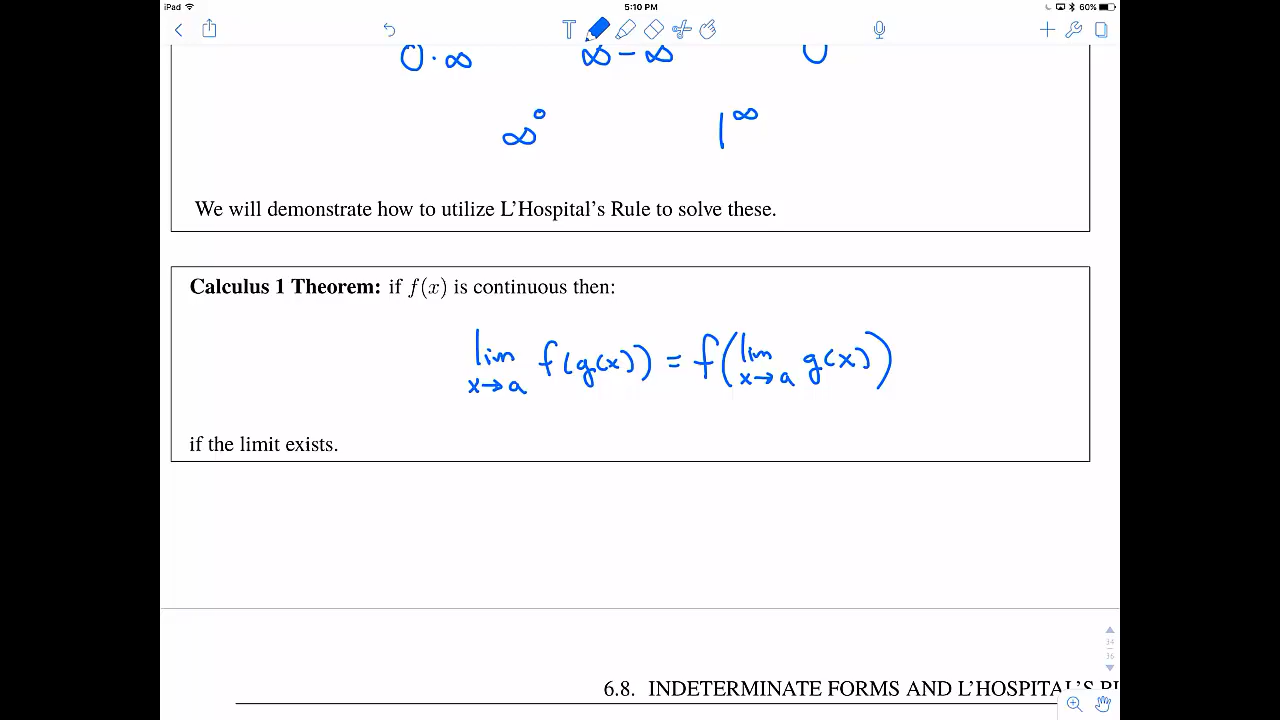 iPad 5:10 PM 60%
T
0 · ∞ ∞ − ∞
∞⁰ 1^∞
We will demonstrate how to utilize L'Hospital's Rule to solve these.
Calculus 1 Theorem: if f(x) is continuous then:
lim x→a f(g(x)) = f(lim x→a g(x))
if the limit exists.
34
36
6.8. INDETERMINATE FORMS AND L'HOSPITAL'S